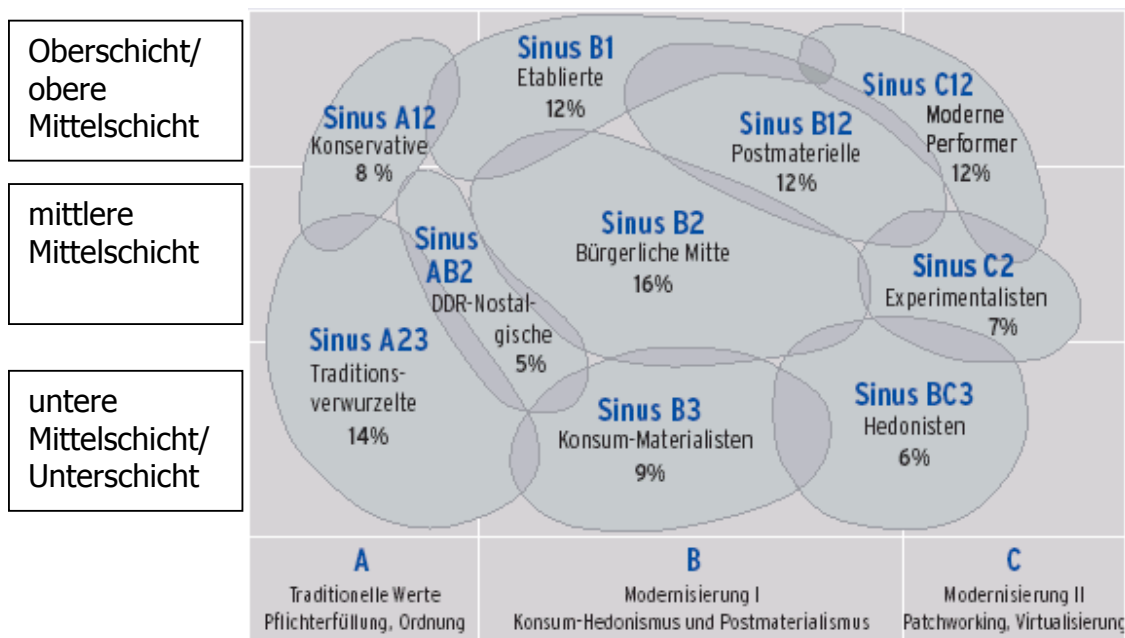 Oberschicht/
obere
Mittelschicht
mittlere
Mittelschicht
untere
Mittelschicht/
Unterschicht
Sinus B1
Etablierte
12%
Sinus C12
Moderne
Performer
12%
Sinus A12
Konservative
8 %
Sinus B12
Postmaterielle
12%
Sinus
AB2
DDR-Nostal-
gische
5%
Sinus B2
Bürgerliche Mitte
16%
Sinus C2
Experimentalisten
7%
Sinus A23
Traditions-
verwurzelte
14%
Sinus B3
Konsum-Materialisten
9%
Sinus BC3
Hedonisten
6%
A
Traditionelle Werte
Pflichterfüllung, Ordnung
B
Modernisierung I
Konsum-Hedonismus und Postmaterialismus
C
Modernisierung II
Patchworking, Virtualisierung